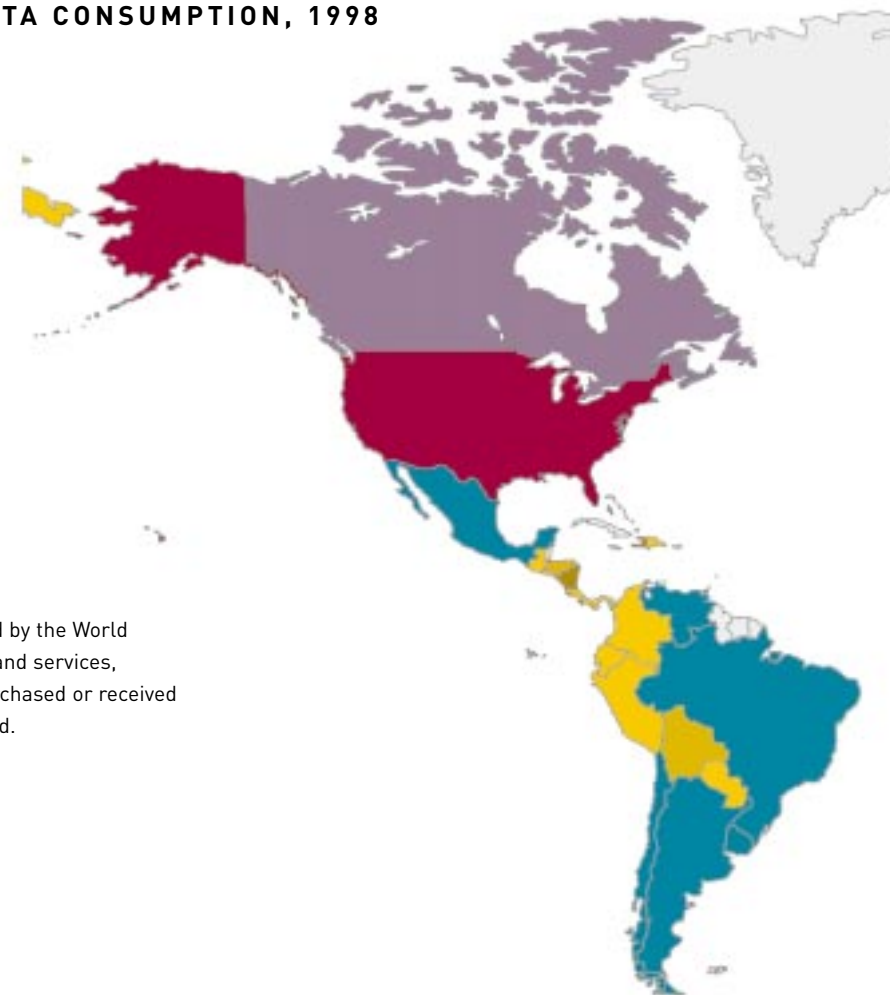 TA CONSUMPTION, 1998
by the World
and services,
chased or received
d.